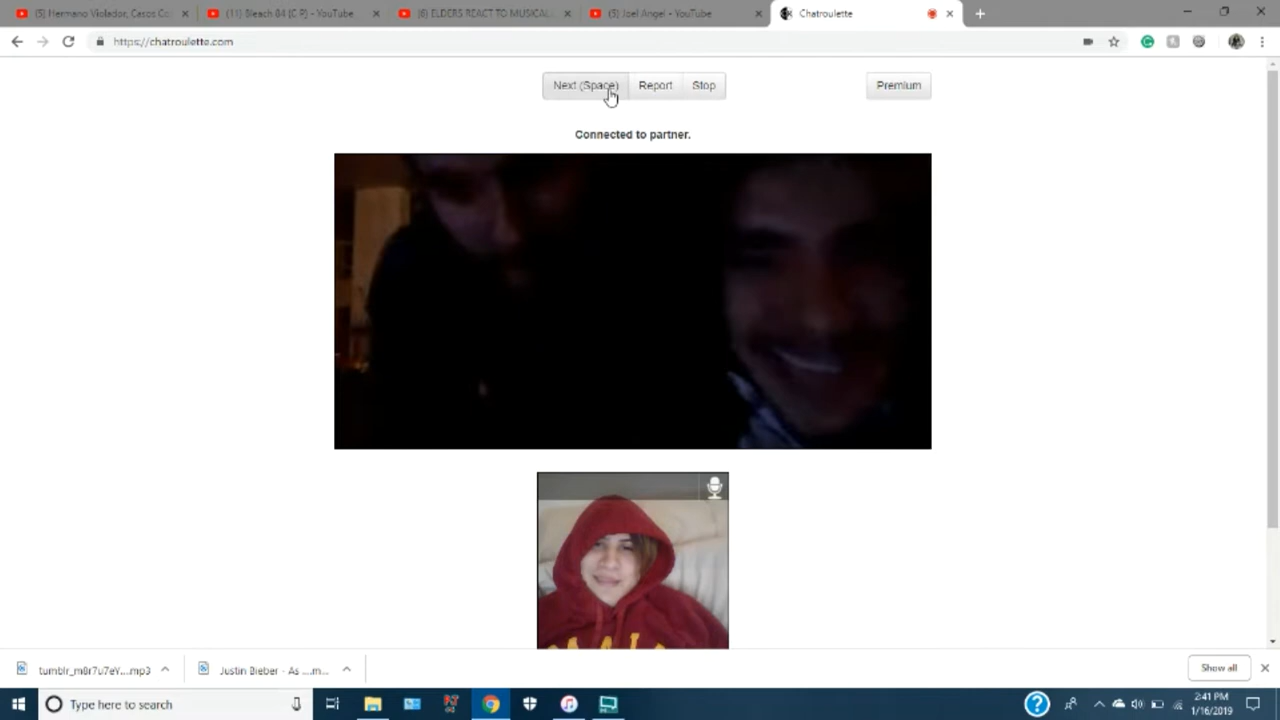 (5) Hermano Violador, Casos Co
(11) Bleach 84 (C-P) - YouTube
(6) ELDERS REACT TO MUSICAL
(5) Joel Angel - YouTube
Chatroulette
https://chatroulette.com
Next (Space)
Report
Stop
Premium
Connected to partner.
tumblr_m8r7u7eY....mp3
Justin Bieber - As ....m...
Show all
Type here to search
2:41 PM
1/16/2019